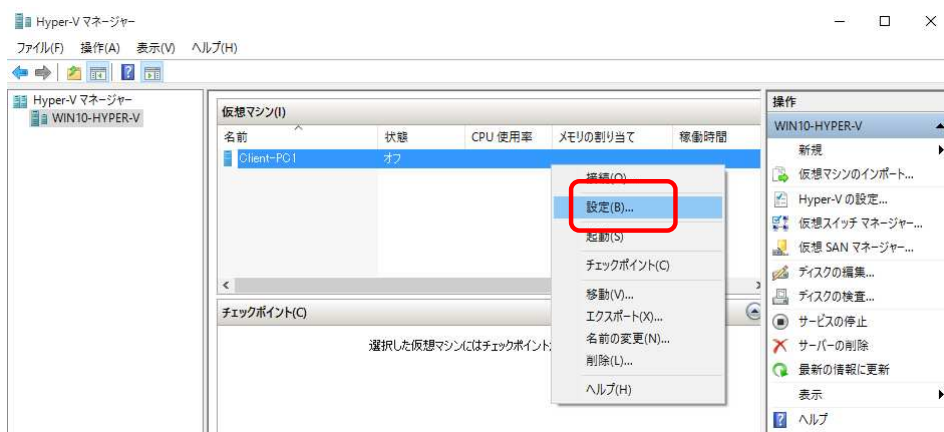 Hyper-V マネージャー
ファイル(F) 操作(A) 表示(V) ヘルプ(H)
Hyper-V マネージャー
WIN10-HYPER-V
仮想マシン(I)
名前 状態 CPU 使用率 メモリの割り当て 稼働時間
Client-PC1 オフ
接続(O)...
設定(B)...
起動(S)
チェックポイント(C)
移動(V)...
エクスポート(X)...
名前の変更(N)...
削除(L)...
ヘルプ(H)
チェックポイント(C)
選択した仮想マシンにはチェックポイント
操作
WIN10-HYPER-V
新規
仮想マシンのインポート...
Hyper-V の設定...
仮想スイッチ マネージャー...
仮想 SAN マネージャー...
ディスクの編集...
ディスクの検査...
サービスの停止
サーバーの削除
最新の情報に更新
表示
ヘルプ